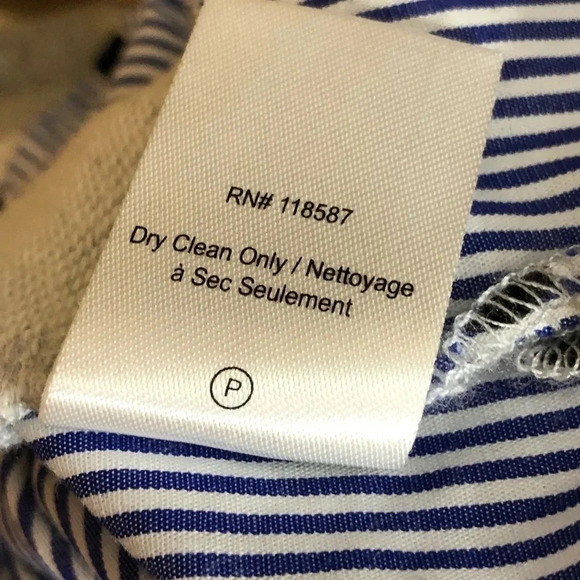 RN# 118587
Dry Clean Only / Nettoyage
à Sec Seulement
P